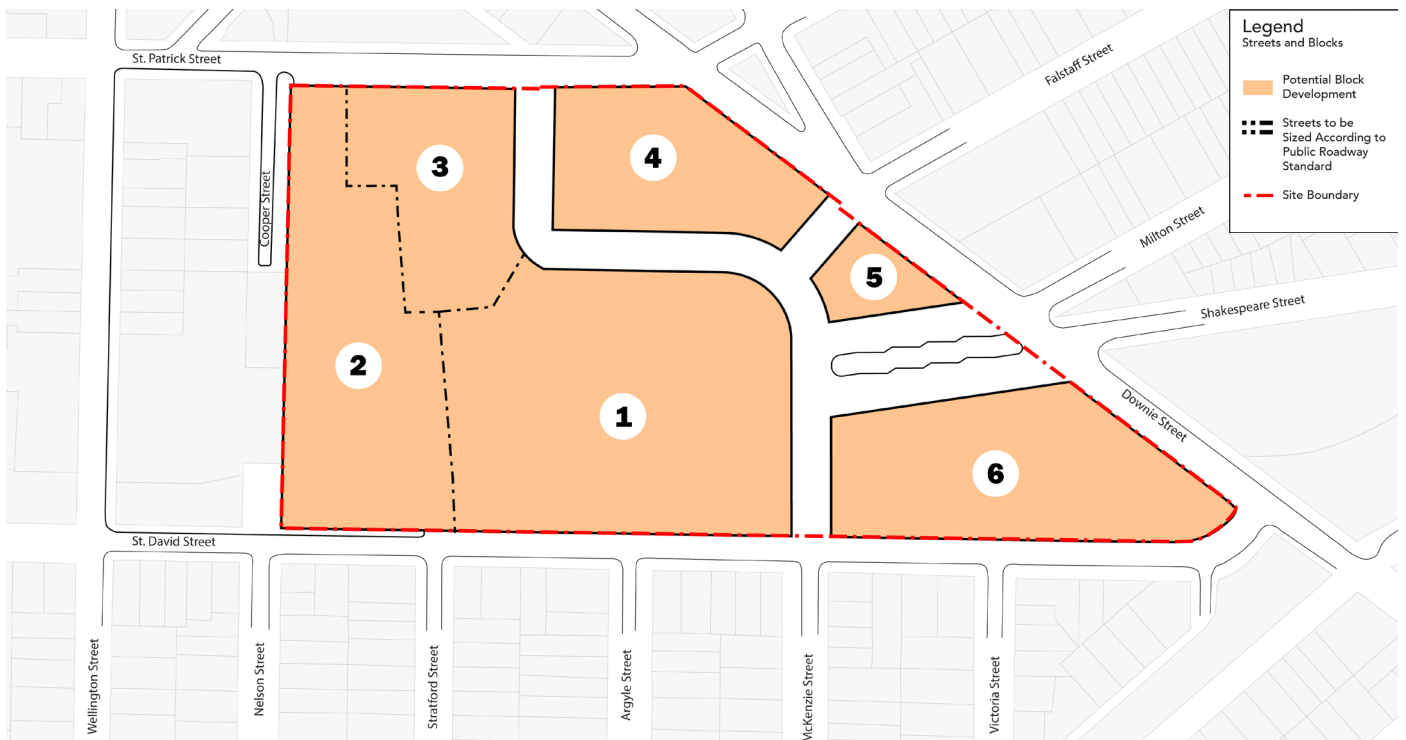 Legend
Streets and Blocks
Potential Block
Development
Streets to be
Sized According to
Public Roadway
Standard
Site Boundary
St. Patrick Street
Falstaff Street
Cooper Street
Milton Street
Shakespeare Street
Downie Street
3
4
5
2
1
6
St. David Street
Wellington Street
Nelson Street
Stratford Street
Argyle Street
McKenzie Street
Victoria Street